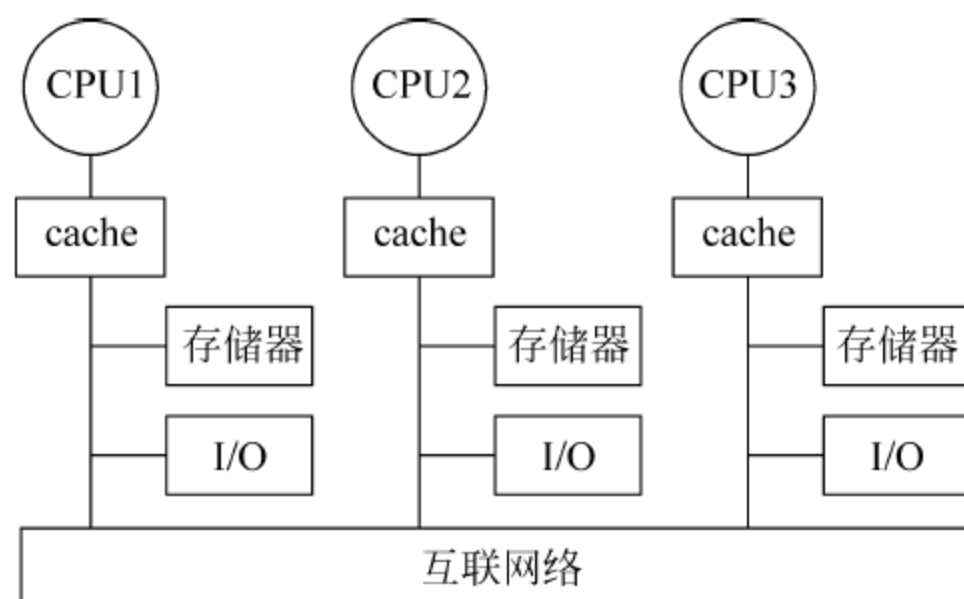 CPU1 CPU2 CPU3
cache cache cache
存储器 存储器 存储器
I/O I/O I/O
互联网络